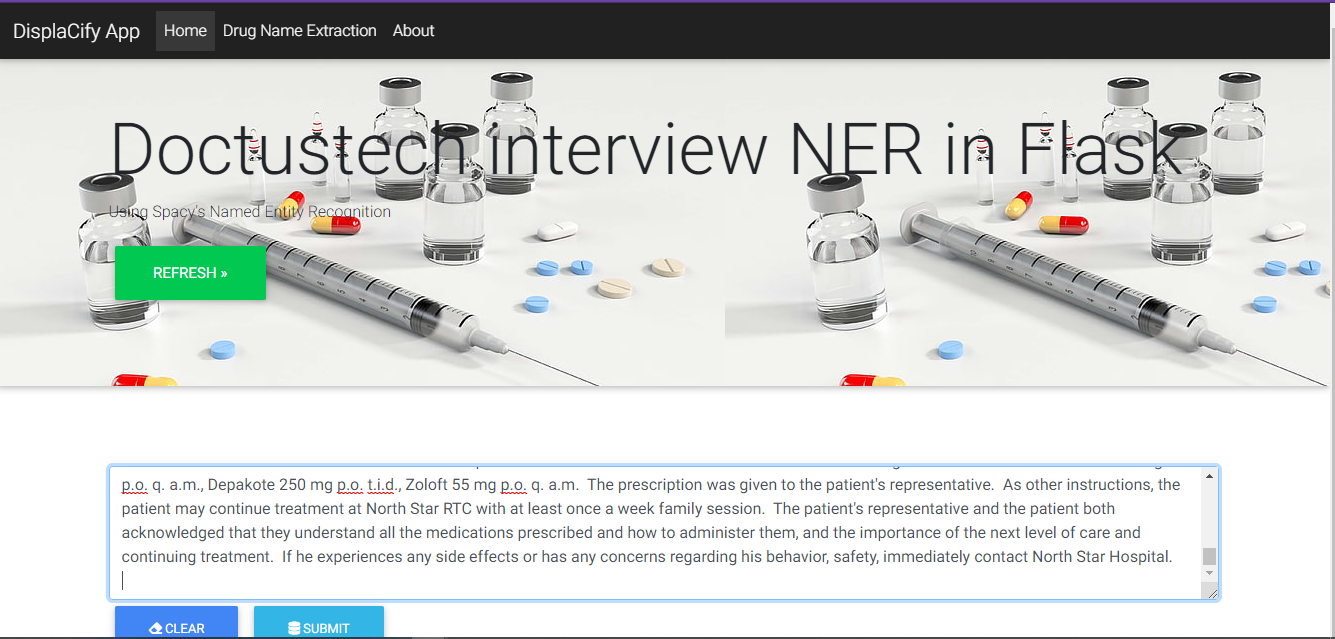 DisplaCify App Home Drug Name Extraction About
Doctustech interview NER in Flask
Using Spacy's Named Entity Recognition
REFRESH »
p.o. q. a.m., Depakote 250 mg p.o. t.i.d., Zoloft 55 mg p.o. q. a.m.  The prescription was given to the patient's representative.  As other instructions, the
patient may continue treatment at North Star RTC with at least once a week family session.  The patient's representative and the patient both
acknowledged that they understand all the medications prescribed and how to administer them, and the importance of the next level of care and
continuing treatment.  If he experiences any side effects or has any concerns regarding his behavior, safety, immediately contact North Star Hospital.
CLEAR SUBMIT